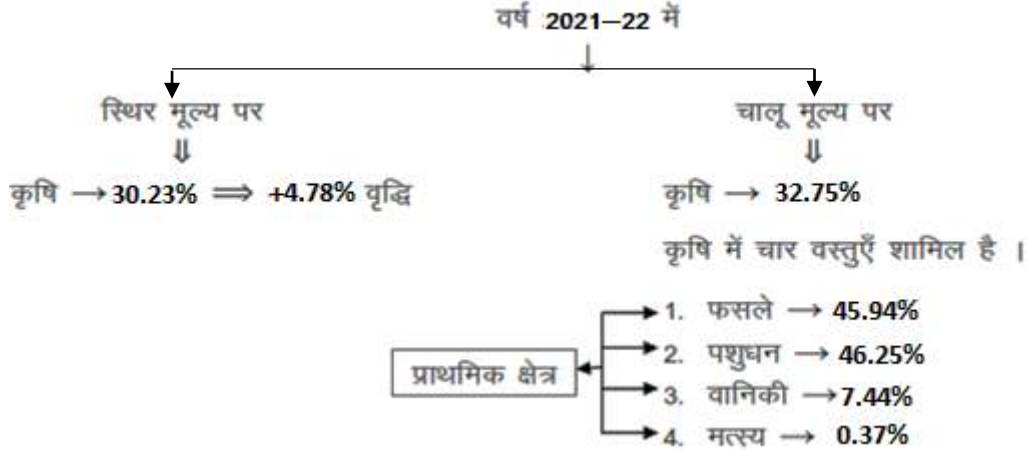 वर्ष 2021–22 में
↓
स्थिर मूल्य पर
चालू मूल्य पर
⇓
⇓
कृषि → 30.23% ⟹ +4.78% वृद्धि
कृषि → 32.75%
कृषि में चार वस्तुएँ शामिल है ।
प्राथमिक क्षेत्र
1. फसले → 45.94%
2. पशुधन → 46.25%
3. वानिकी → 7.44%
4. मत्स्य → 0.37%